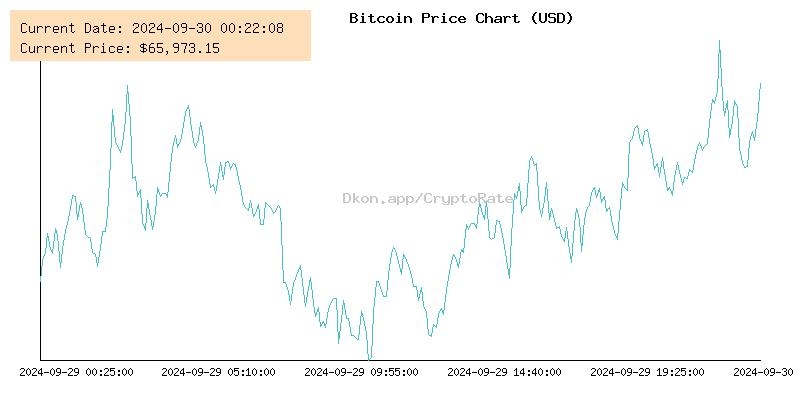 Bitcoin Price Chart (USD)
Current Date: 2024-09-30 00:22:08
Current Price: $65,973.15
Dkon.app/CryptoRate
2024-09-29 00:25:00 2024-09-29 05:10:00 2024-09-29 09:55:00 2024-09-29 14:40:00 2024-09-29 19:25:00 2024-09-30